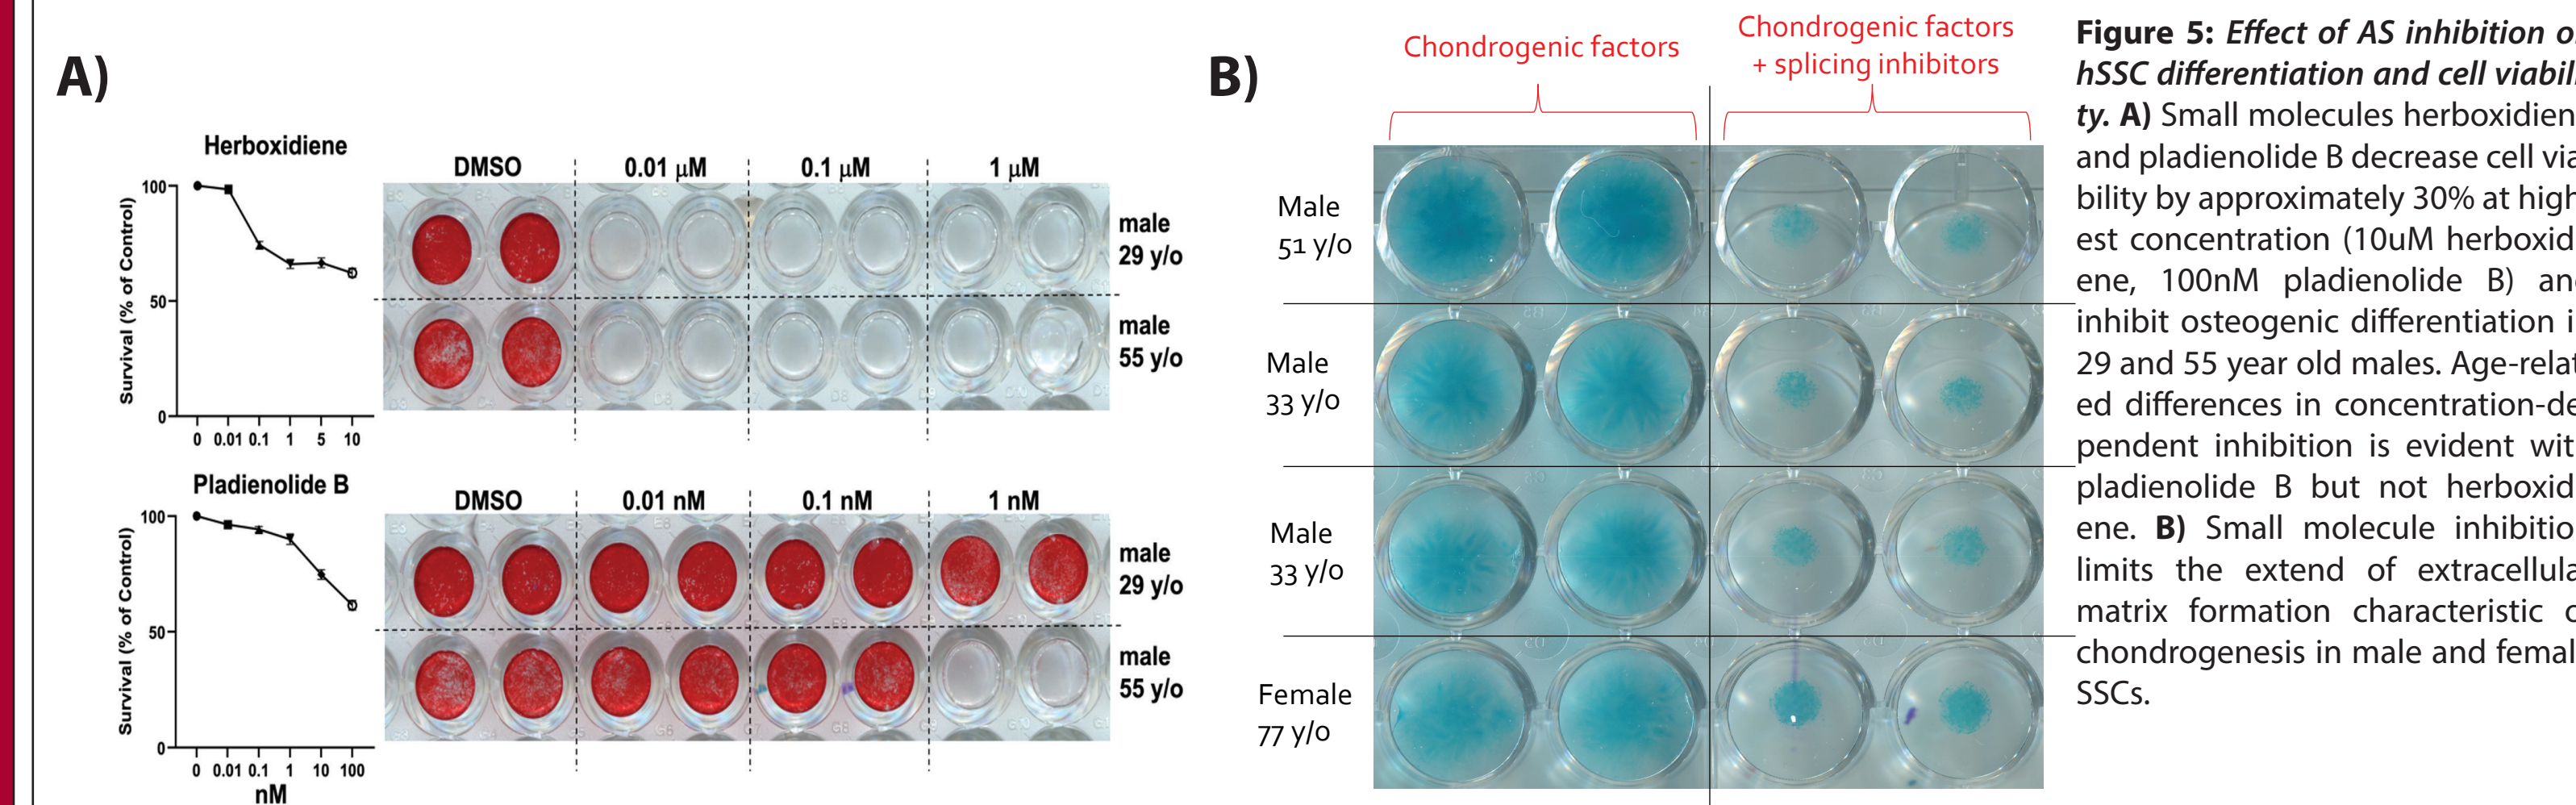 A)
Herboxidiene
Survival (% of Control)
100
50
0
0 0.01 0.1 1 5 10
DMSO 0.01 μM 0.1 μM 1 μM
male
29 y/o
male
55 y/o
Pladienolide B
Survival (% of Control)
100
50
0
0 0.01 0.1 1 10 100
nM
DMSO 0.01 nM 0.1 nM 1 nM
male
29 y/o
male
55 y/o
B)
Chondrogenic factors
Chondrogenic factors
+ splicing inhibitors
Male
51 y/o
Male
33 y/o
Male
33 y/o
Female
77 y/o
Figure 5: Effect of AS inhibition
hSSC differentiation and cell viabili
ty. A) Small molecules herboxidien
and pladienolide B decrease cell via
bility by approximately 30% at high
est concentration (10uM herboxid
ene, 100nM pladienolide B) an
inhibit osteogenic differentiation i
29 and 55 year old males. Age-relat
ed differences in concentration-de
pendent inhibition is evident wit
pladienolide B but not herboxid
ene. B) Small molecule inhibitio
limits the extend of extracellula
matrix formation characteristic
chondrogenesis in male and femal
SSCs.